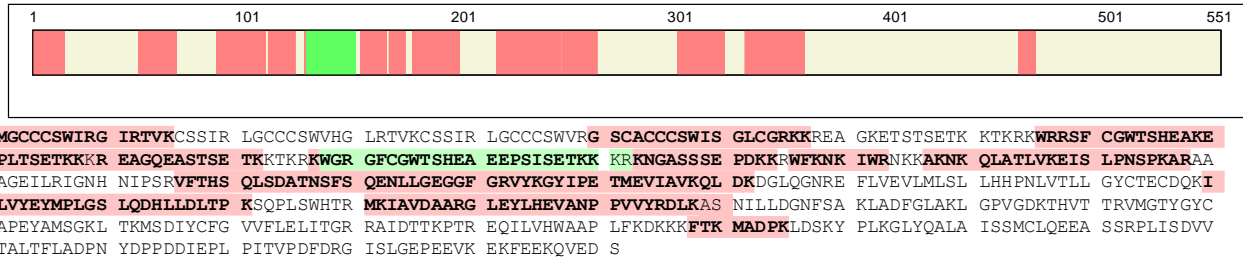 1 101 201 301 401 501 551
MGCCCSWIRG IRTVKCSSIR LGCCCSWVHG LRTVKCSSIR LGCCCSWVRG SCACCCSWIS GLCGRKKREA GKETSTSETK KTKRKWRRSF CGWTSHEAKE
PLTSETKKKR EAGQEASTSE TKKTKRKWGR GFCGWTSHEA EEPSISETKK KRKNGASSSE PDKKRWFKNK IWRNKKAKNK QLATLVKEIS LPNSPKARAA
AGEILRIGNH NIPSRVFTHS QLSDATNSFS QENLLGEGGF GRVYKGYIPE TMEVIAVKQL DKDGLQGNRE FLVEVLMLSL LHHPNLVTLL GYCTECDQKI
LVYEYMPLGS LQDHLLDLTP KSQPLSWHTR MKIAVDAARG LEYLHEVANP PVVYRDLKAS NILLDGNFSA KLADFGLAKL GPVGDKTHVT TRVMGTYGYC
APEYAMSGKL TKMSDIYCFG VVFLELITGR RAIDTTKPTR EQILVHWAAP LFKDKKKFTK MADPKLDSKY PLKGLYQALA ISSMCLQEEA SSRPLISDVV
TALTFLADPN YDPPDDIEPL PITVPDFDRG ISLGEPEEVK EKFEEKQVED S